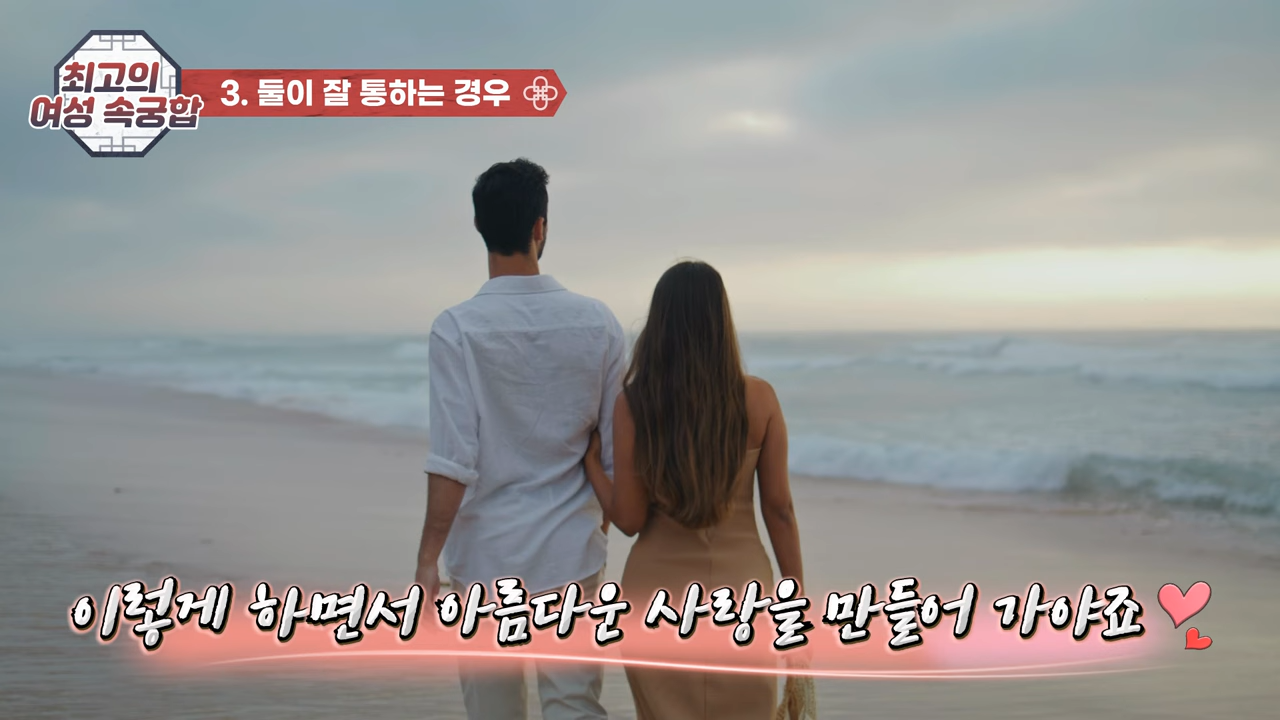 최고의
여성 속궁합
3. 둘이 잘 통하는 경우
이렇게 하면서 아름다운 사랑을 만들어 가야죠